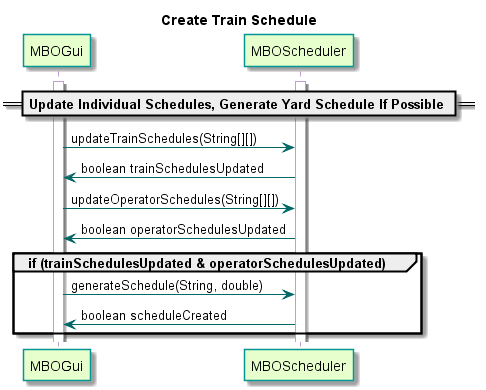 Create Train Schedule
MBOGui MBOScheduler
Update Individual Schedules, Generate Yard Schedule If Possible
updateTrainSchedules(String[][])
boolean trainSchedulesUpdated
updateOperatorSchedules(String[][])
boolean operatorSchedulesUpdated
if (trainSchedulesUpdated & operatorSchedulesUpdated)
generateSchedule(String, double)
boolean scheduleCreated
MBOGui MBOScheduler